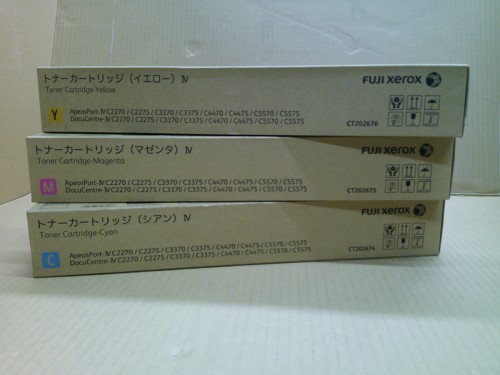 トナーカートリッジ（イエロー）Ⅳ
FUJI xerox
Toner Cartridge-Yellow
Y
ApeosPort-Ⅳ C2270 / C2275 / C3370 / C3375 / C4470 / C4475 / C5570 / C5575
DocuCentre-Ⅳ C2270 / C2275 / C3370 / C3375 / C4470 / C4475 / C5570 / C5575
CT202676
トナーカートリッジ（マゼンタ）Ⅳ
FUJI xerox
Toner Cartridge-Magenta
M
ApeosPort-Ⅳ C2270 / C2275 / C3370 / C3375 / C4470 / C4475 / C5570 / C5575
DocuCentre-Ⅳ C2270 / C2275 / C3370 / C3375 / C4470 / C4475 / C5570 / C5575
CT202675
トナーカートリッジ（シアン）Ⅳ
FUJI xerox
Toner Cartridge-Cyan
C
ApeosPort-Ⅳ C2270 / C2275 / C3370 / C3375 / C4470 / C4475 / C5570 / C5575
DocuCentre-Ⅳ C2270 / C2275 / C3370 / C3375 / C4470 / C4475 / C5570 / C5575
CT202674